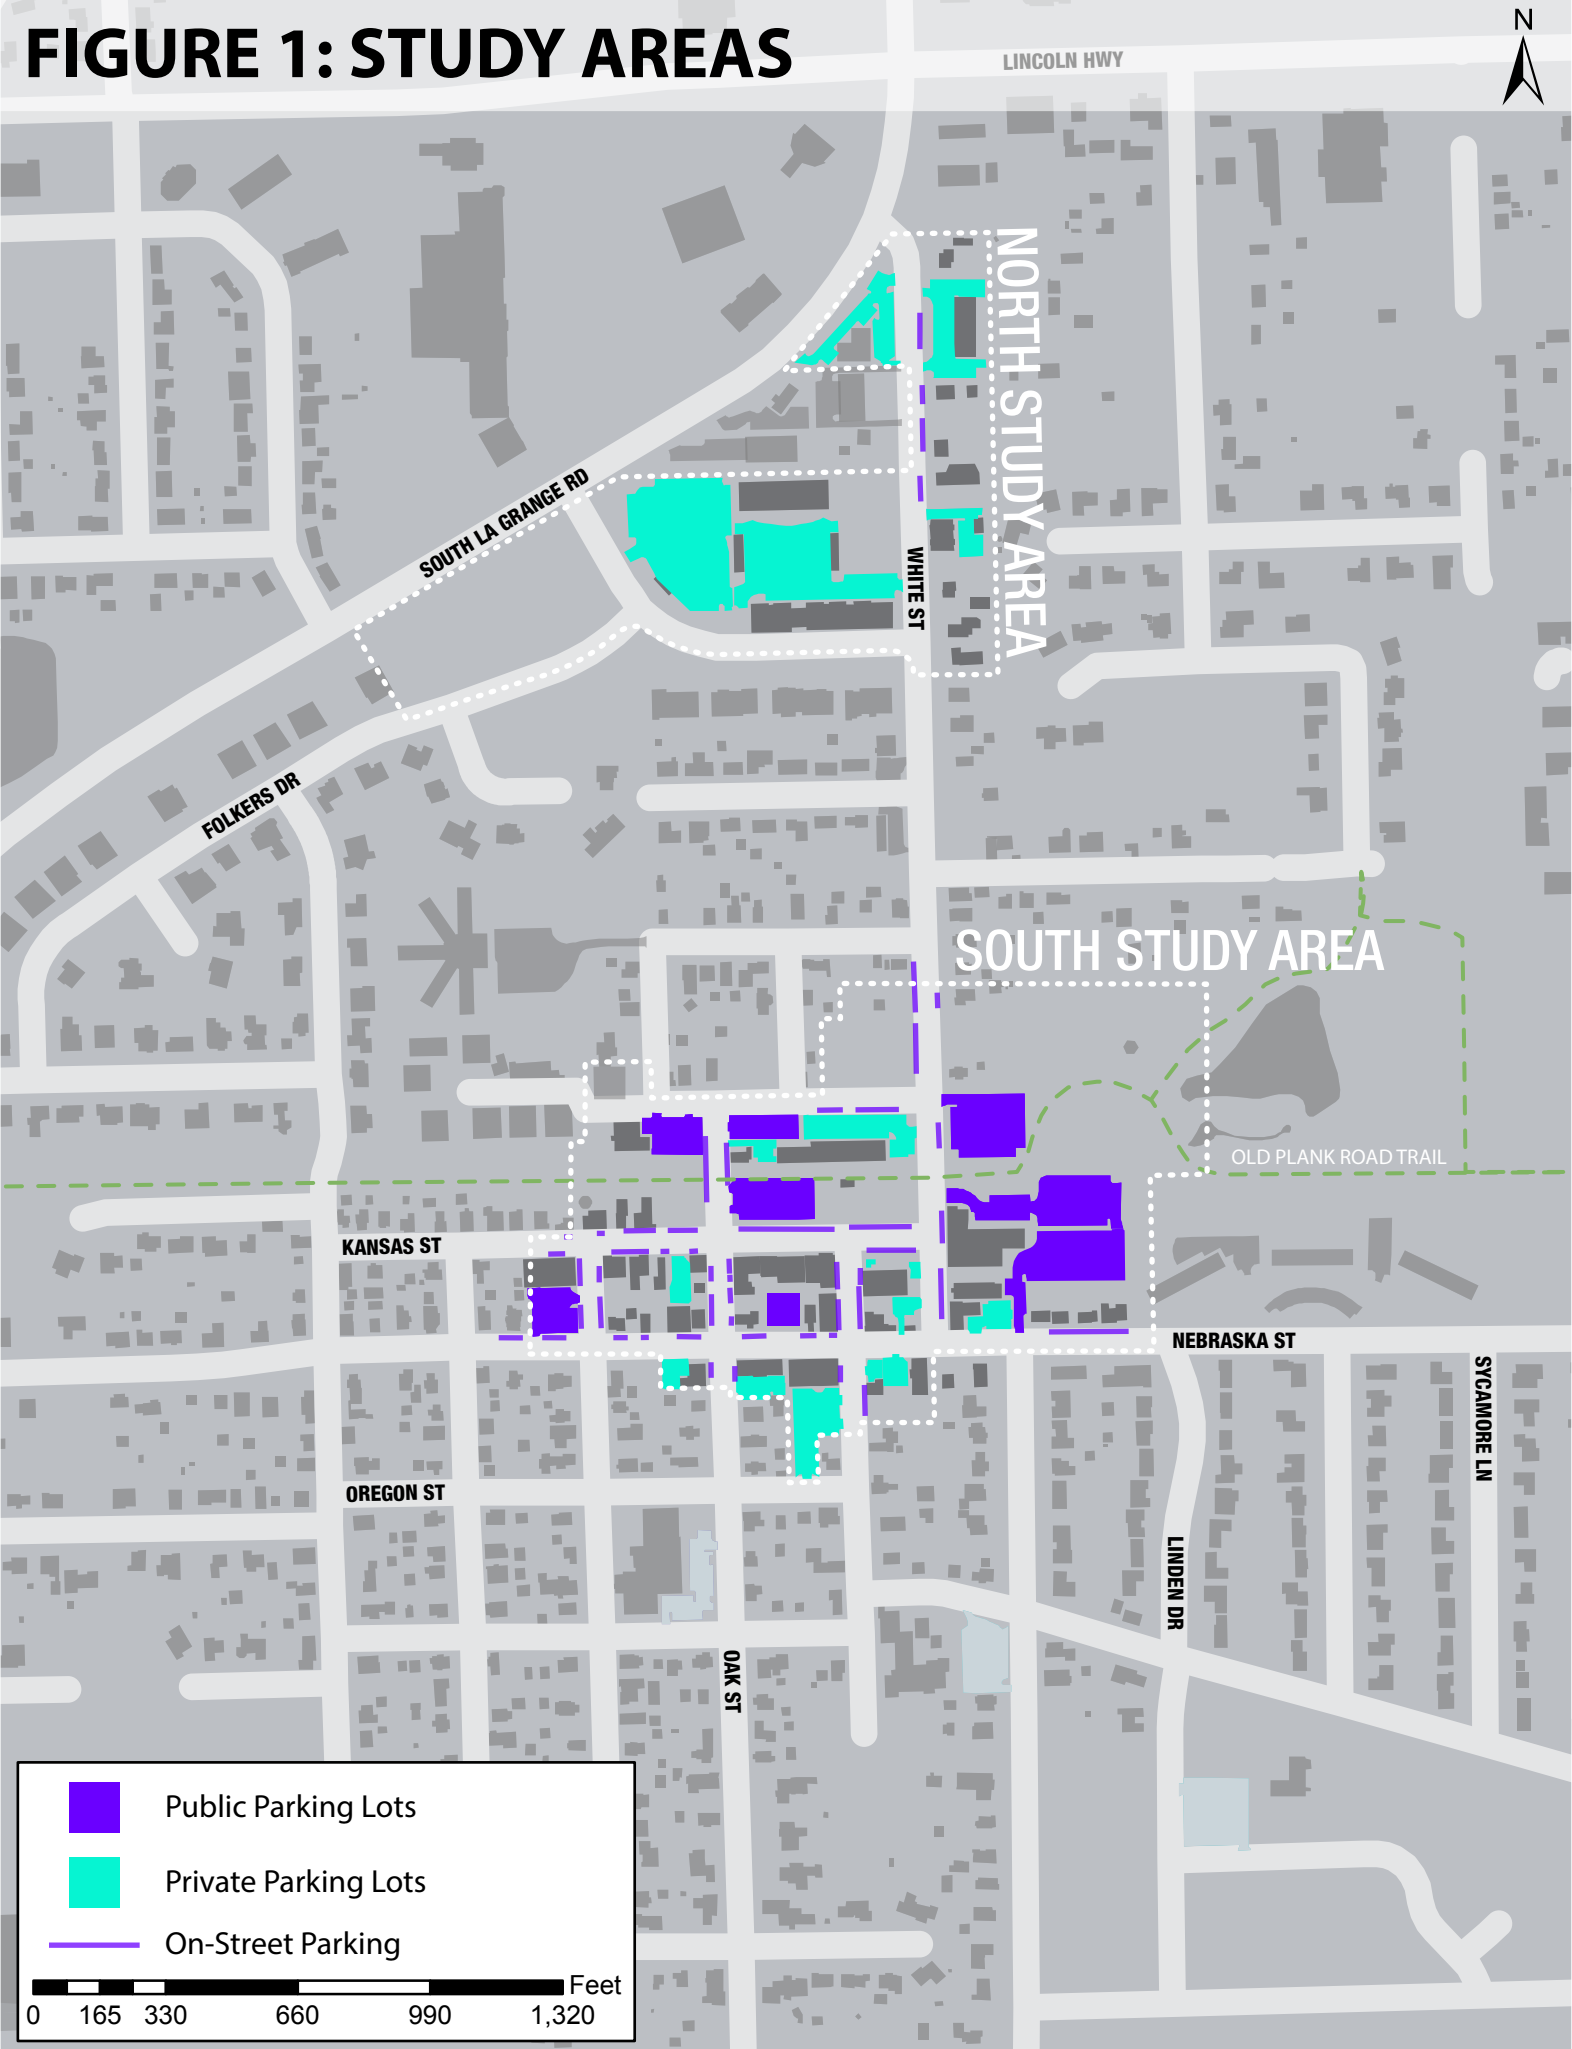 FIGURE 1: STUDY AREAS
N
LINCOLN HWY
NORTH STUDY AREA
SOUTH LA GRANGE RD
WHITE ST
FOLKERS DR
SOUTH STUDY AREA
OLD PLANK ROAD TRAIL
KANSAS ST
NEBRASKA ST
SYCAMORE LN
OREGON ST
LINDEN DR
OAK ST
Public Parking Lots
Private Parking Lots
On-Street Parking
Feet
0 165 330 660 990 1,320